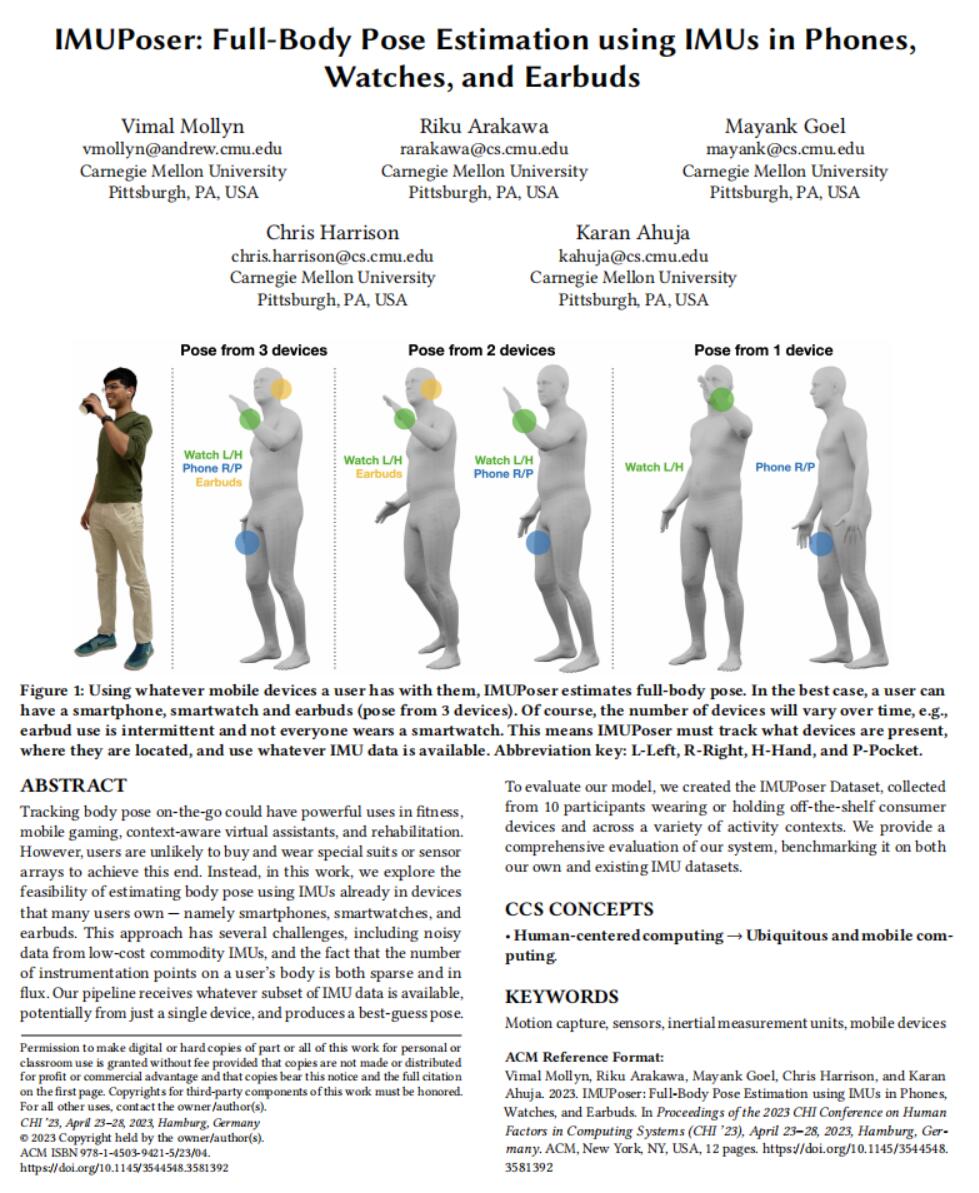 IMUPoser: Full-Body Pose Estimation using IMUs in Phones,
Watches, and Earbuds
Vimal Mollyn
vmollyn@andrew.cmu.edu
Carnegie Mellon University
Pittsburgh, PA, USA
Riku Arakawa
rarakawa@cs.cmu.edu
Carnegie Mellon University
Pittsburgh, PA, USA
Mayank Goel
mayank@cs.cmu.edu
Carnegie Mellon University
Pittsburgh, PA, USA
Chris Harrison
chris.harrison@cs.cmu.edu
Carnegie Mellon University
Pittsburgh, PA, USA
Karan Ahuja
kahuja@cs.cmu.edu
Carnegie Mellon University
Pittsburgh, PA, USA
Pose from 3 devices
Watch L/H
Phone R/P
Earbuds
Pose from 2 devices
Watch L/H
Earbuds
Watch L/H
Phone R/P
Pose from 1 device
Watch L/H
Phone R/P
Figure 1: Using whatever mobile devices a user has with them, IMUPoser estimates full-body pose. In the best case, a user can
have a smartphone, smartwatch and earbuds (pose from 3 devices). Of course, the number of devices will vary over time, e.g.,
earbud use is intermittent and not everyone wears a smartwatch. This means IMUPoser must track what devices are present,
where they are located, and use whatever IMU data is available. Abbreviation key: L-Left, R-Right, H-Hand, and P-Pocket.
ABSTRACT
Tracking body pose on-the-go could have powerful uses in fitness,
mobile gaming, context-aware virtual assistants, and rehabilitation.
However, users are unlikely to buy and wear special suits or sensor
arrays to achieve this end. Instead, in this work, we explore the
feasibility of estimating body pose using IMUs already in devices
that many users own — namely smartphones, smartwatches, and
earbuds. This approach has several challenges, including noisy
data from low-cost commodity IMUs, and the fact that the number
of instrumentation points on a user's body is both sparse and in
flux. Our pipeline receives whatever subset of IMU data is available,
potentially from just a single device, and produces a best-guess pose.
Permission to make digital or hard copies of part or all of this work for personal or
classroom use is granted without fee provided that copies are not made or distributed
for profit or commercial advantage and that copies bear this notice and the full citation
on the first page. Copyrights for third-party components of this work must be honored.
For all other uses, contact the owner/author(s).
CHI '23, April 23–28, 2023, Hamburg, Germany
© 2023 Copyright held by the owner/author(s).
ACM ISBN 978-1-4503-9421-5/23/04.
https://doi.org/10.1145/3544548.3581392
To evaluate our model, we created the IMUPoser Dataset, collected
from 10 participants wearing or holding off-the-shelf consumer
devices and across a variety of activity contexts. We provide a
comprehensive evaluation of our system, benchmarking it on both
our own and existing IMU datasets.
CCS CONCEPTS
• Human-centered computing → Ubiquitous and mobile com-
puting.
KEYWORDS
Motion capture, sensors, inertial measurement units, mobile devices
ACM Reference Format:
Vimal Mollyn, Riku Arakawa, Mayank Goel, Chris Harrison, and Karan
Ahuja. 2023. IMUPoser: Full-Body Pose Estimation using IMUs in Phones,
Watches, and Earbuds. In Proceedings of the 2023 CHI Conference on Human
Factors in Computing Systems (CHI '23), April 23–28, 2023, Hamburg, Ger-
many. ACM, New York, NY, USA, 12 pages. https://doi.org/10.1145/3544548.
3581392